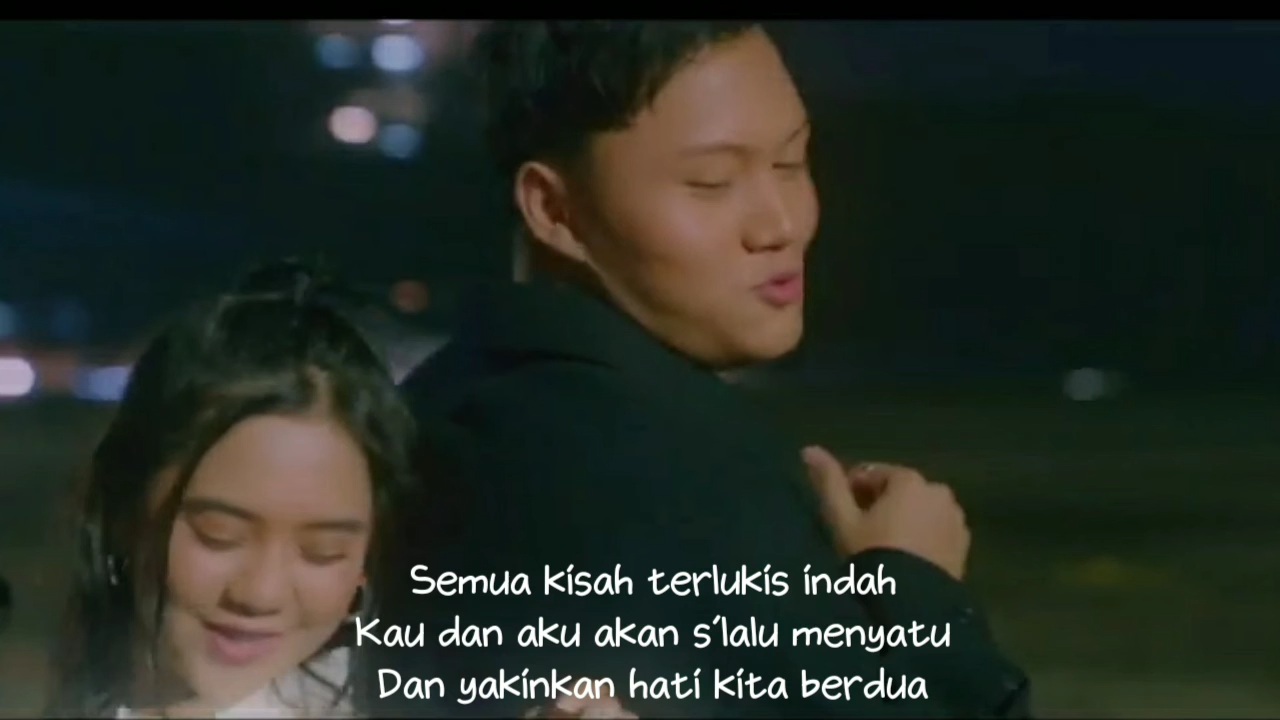 Semua kisah terlukis indah
Kau dan aku akan s'lalu menyatu
Dan yakinkan hati kita berdua